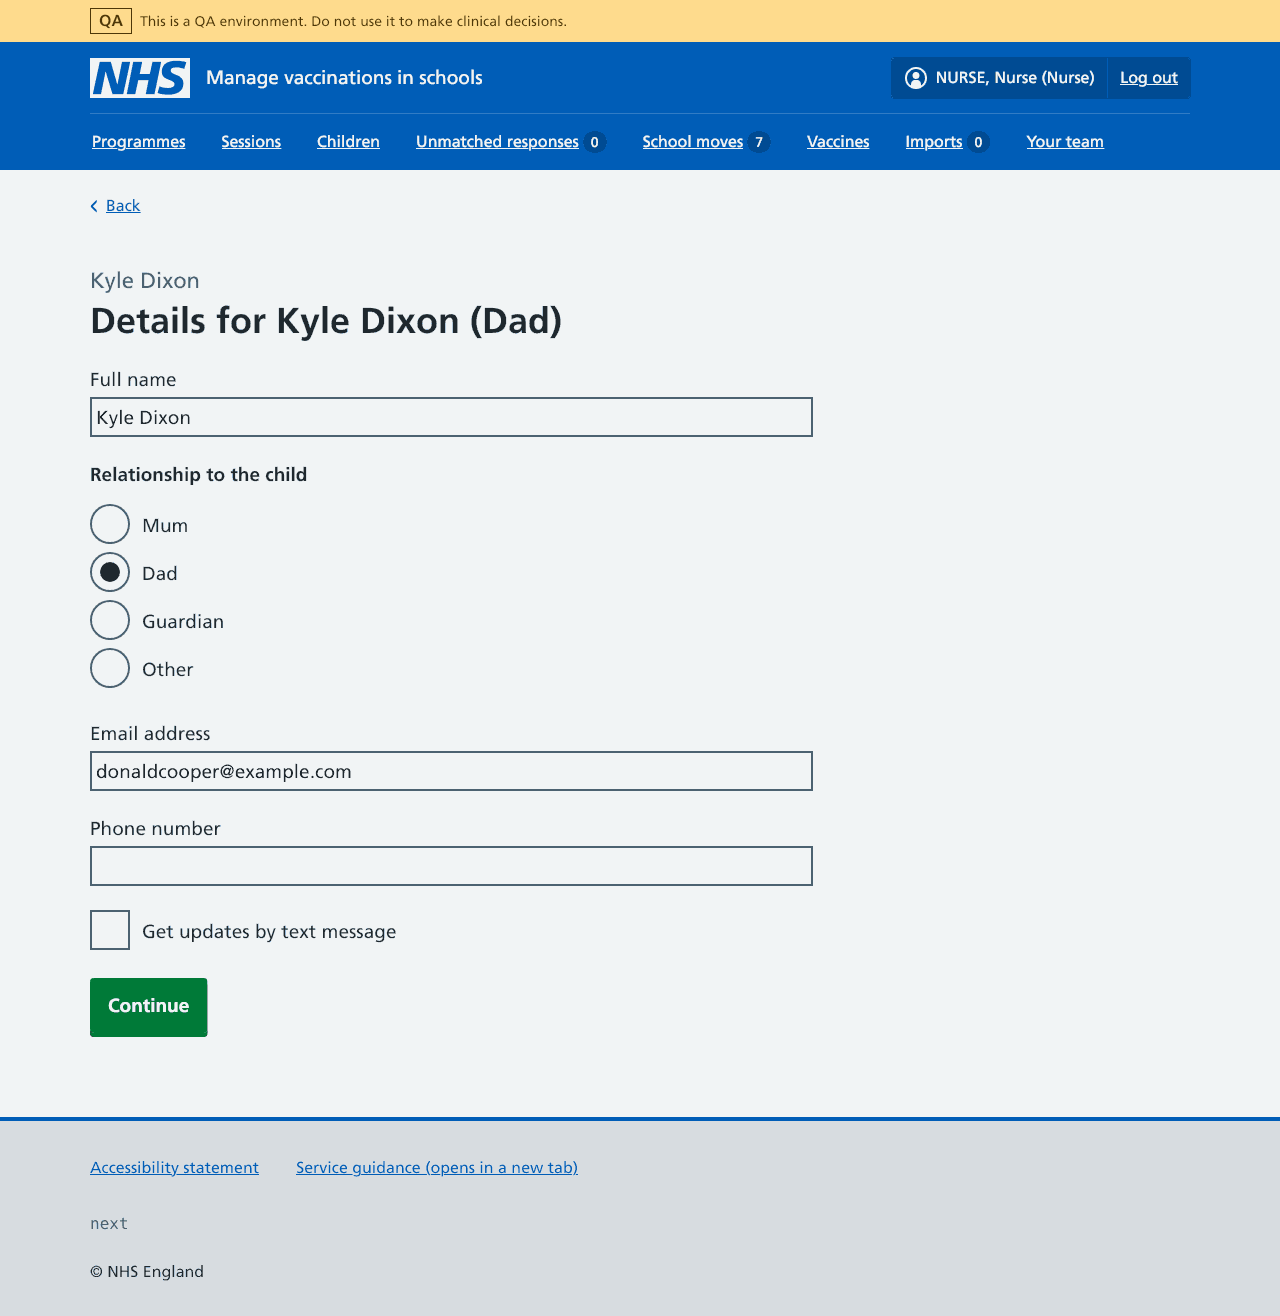 QA This is a QA environment. Do not use it to make clinical decisions.
NHS Manage vaccinations in schools NURSE, Nurse (Nurse) Log out
Programmes Sessions Children Unmatched responses 0 School moves 7 Vaccines Imports 0 Your team
Back
Kyle Dixon
Details for Kyle Dixon (Dad)
Full name
Kyle Dixon
Relationship to the child
Mum
Dad
Guardian
Other
Email address
donaldcooper@example.com
Phone number
Get updates by text message
Continue
Accessibility statement Service guidance (opens in a new tab)
next
© NHS England